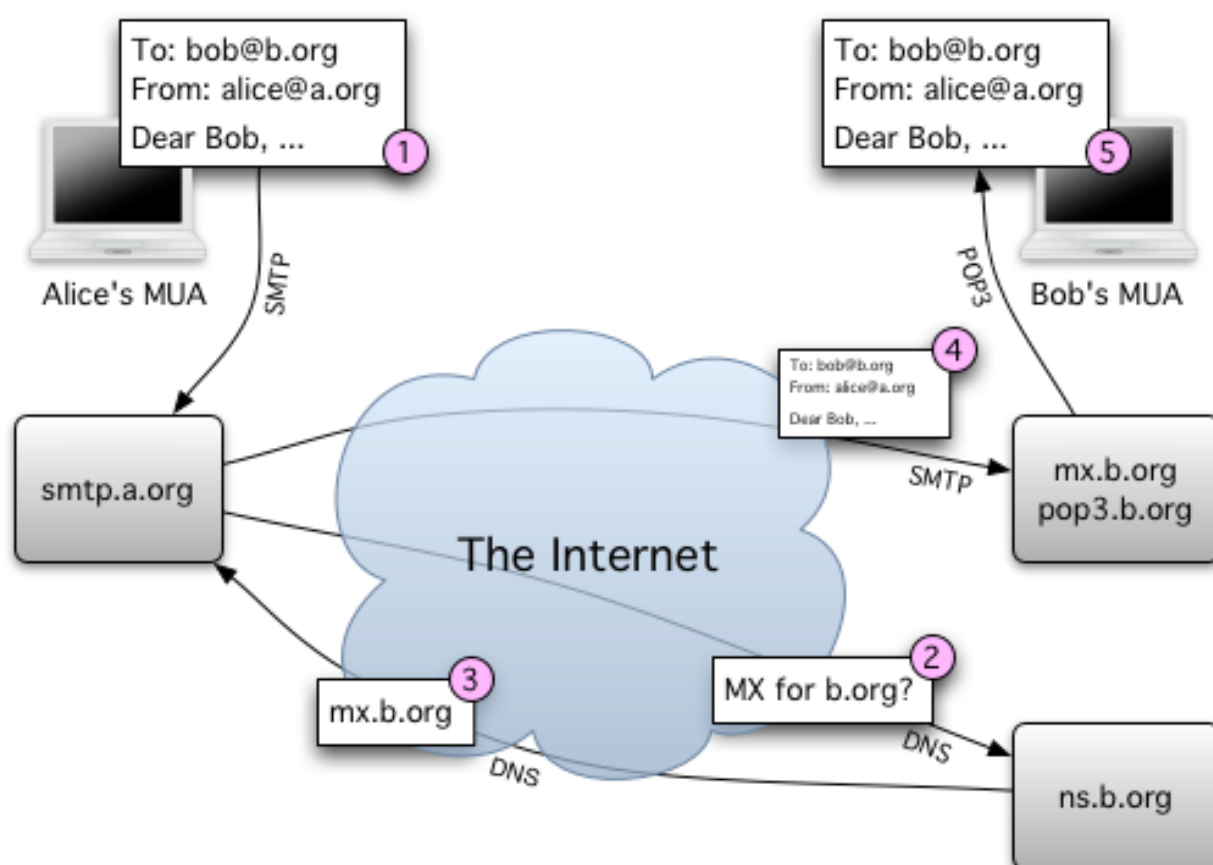 To: bob@b.org
From: alice@a.org
Dear Bob, ...
1
Alice's MUA
SMTP
To: bob@b.org
From: alice@a.org
Dear Bob, ...
5
Bob's MUA
POP3
To: bob@b.org
From: alice@a.org
Dear Bob, ...
4
SMTP
smtp.a.org
mx.b.org
pop3.b.org
The Internet
MX for b.org?
2
DNS
mx.b.org
3
DNS
ns.b.org